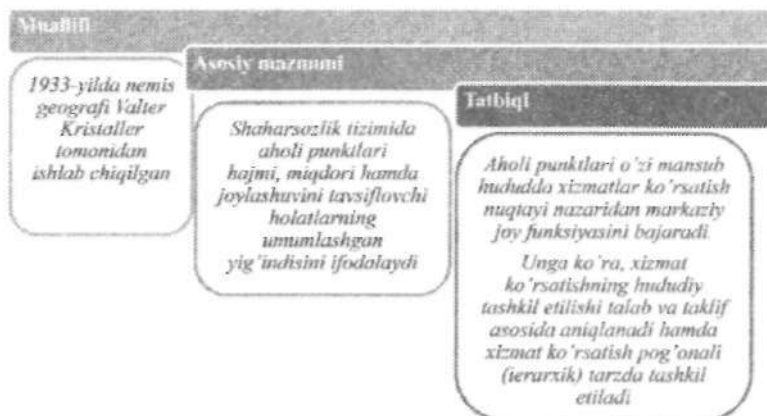 Muallifi
1933-yilda nemis
geografi Valter
Kristaller
tomonidan
ishlab chiqilgan
Asosiy mazmuni
Shaharsozlik tizimida
aholi punktlari
hajmi, miqdori hamda
joylashuvini tavsiflovchi
holatlarning
umumlashgan
yig'indisini ifodalaydi
Tatbiqi
Aholi punktlari o'zi mansub
hududda xizmatlar ko'rsatish
nuqtayi nazaridan markaziy
joy funksiyasini bajaradi.
Unga ko'ra, xizmat
ko'rsatishning hududiy
tashkil etilishi talab va taklif
asosida aniqlanadi hamda
xizmat ko'rsatish pog'onali
(ierarxik) tarzda tashkil
etiladi